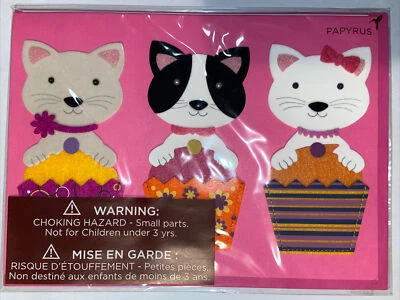 PAPYRUS
WARNING:
CHOKING HAZARD - Small parts.
Not for Children under 3 yrs.
MISE EN GARDE :
RISQUE D'ÉTOUFFEMENT - Petites pièces,
Non destiné aux enfants de moins de 3 ans.